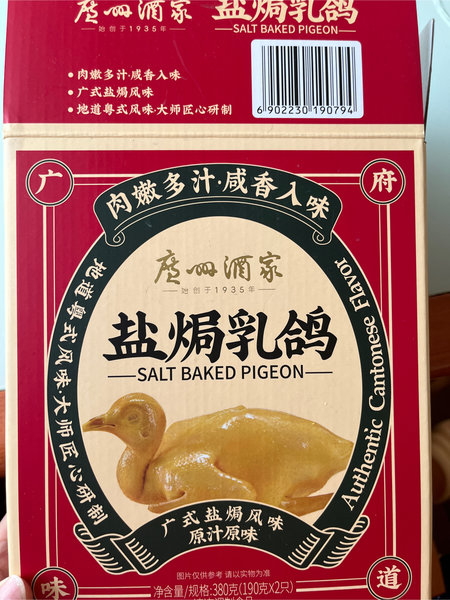 广州酒家
始创于1935年
盐焗乳鸽
SALT BAKED PIGEON
• 肉嫩多汁·咸香入味
• 广式盐焗风味
• 地道粤式风味·大师匠心研制
6 902230 190794
广
府
肉嫩多汁·咸香入味
地道粤式风味·大师匠心研制
Authentic Cantonese Flavor
广州酒家
始创于1935年
盐焗乳鸽
SALT BAKED PIGEON
广式盐焗风味
原汁原味
味
道
图片仅供参考 请以实物为准
净含量/规格:380克(190克×2只)